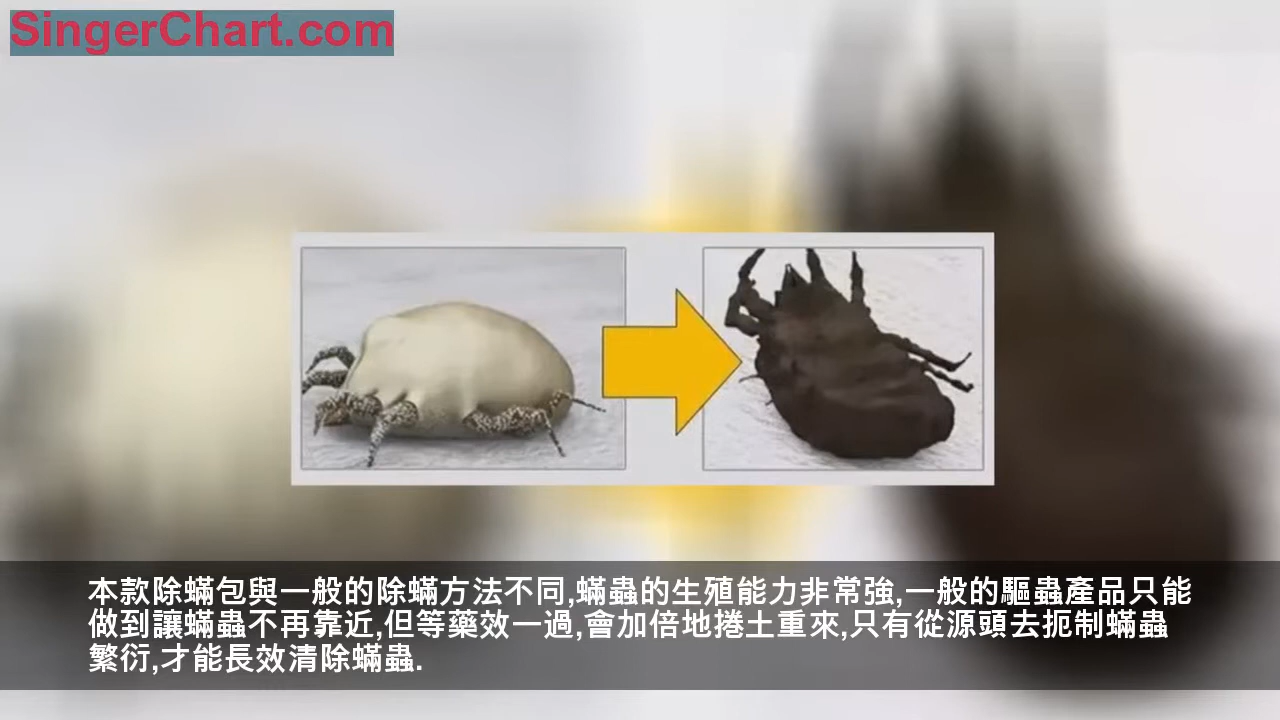 SingerChart.com
本款除蟎包與一般的除蟎方法不同,蟎蟲的生殖能力非常強,一般的驅蟲產品只能
做到讓蟎蟲不再靠近,但等藥效一過,會加倍地捲土重來,只有從源頭去扼制蟎蟲
繁衍,才能長效清除蟎蟲.